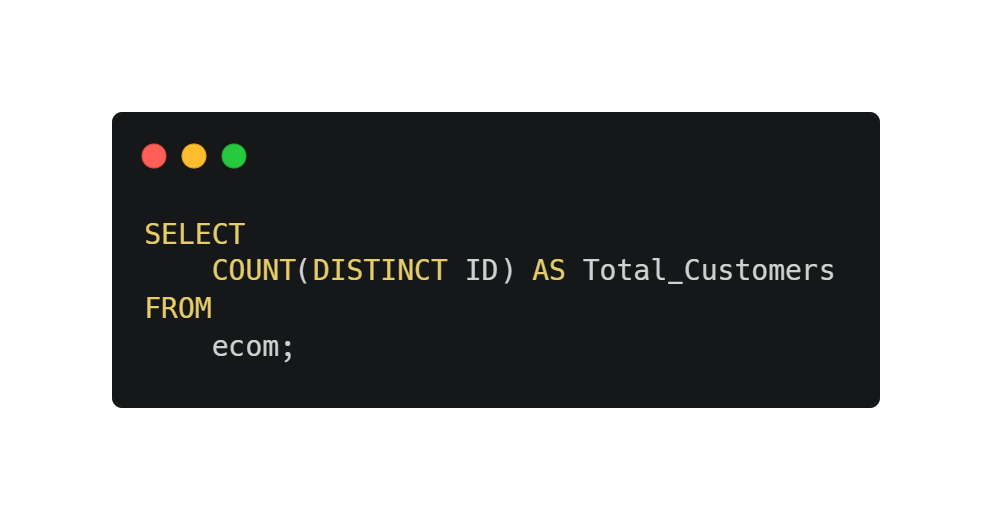 SELECT
    COUNT(DISTINCT ID) AS Total_Customers
FROM
    ecom;